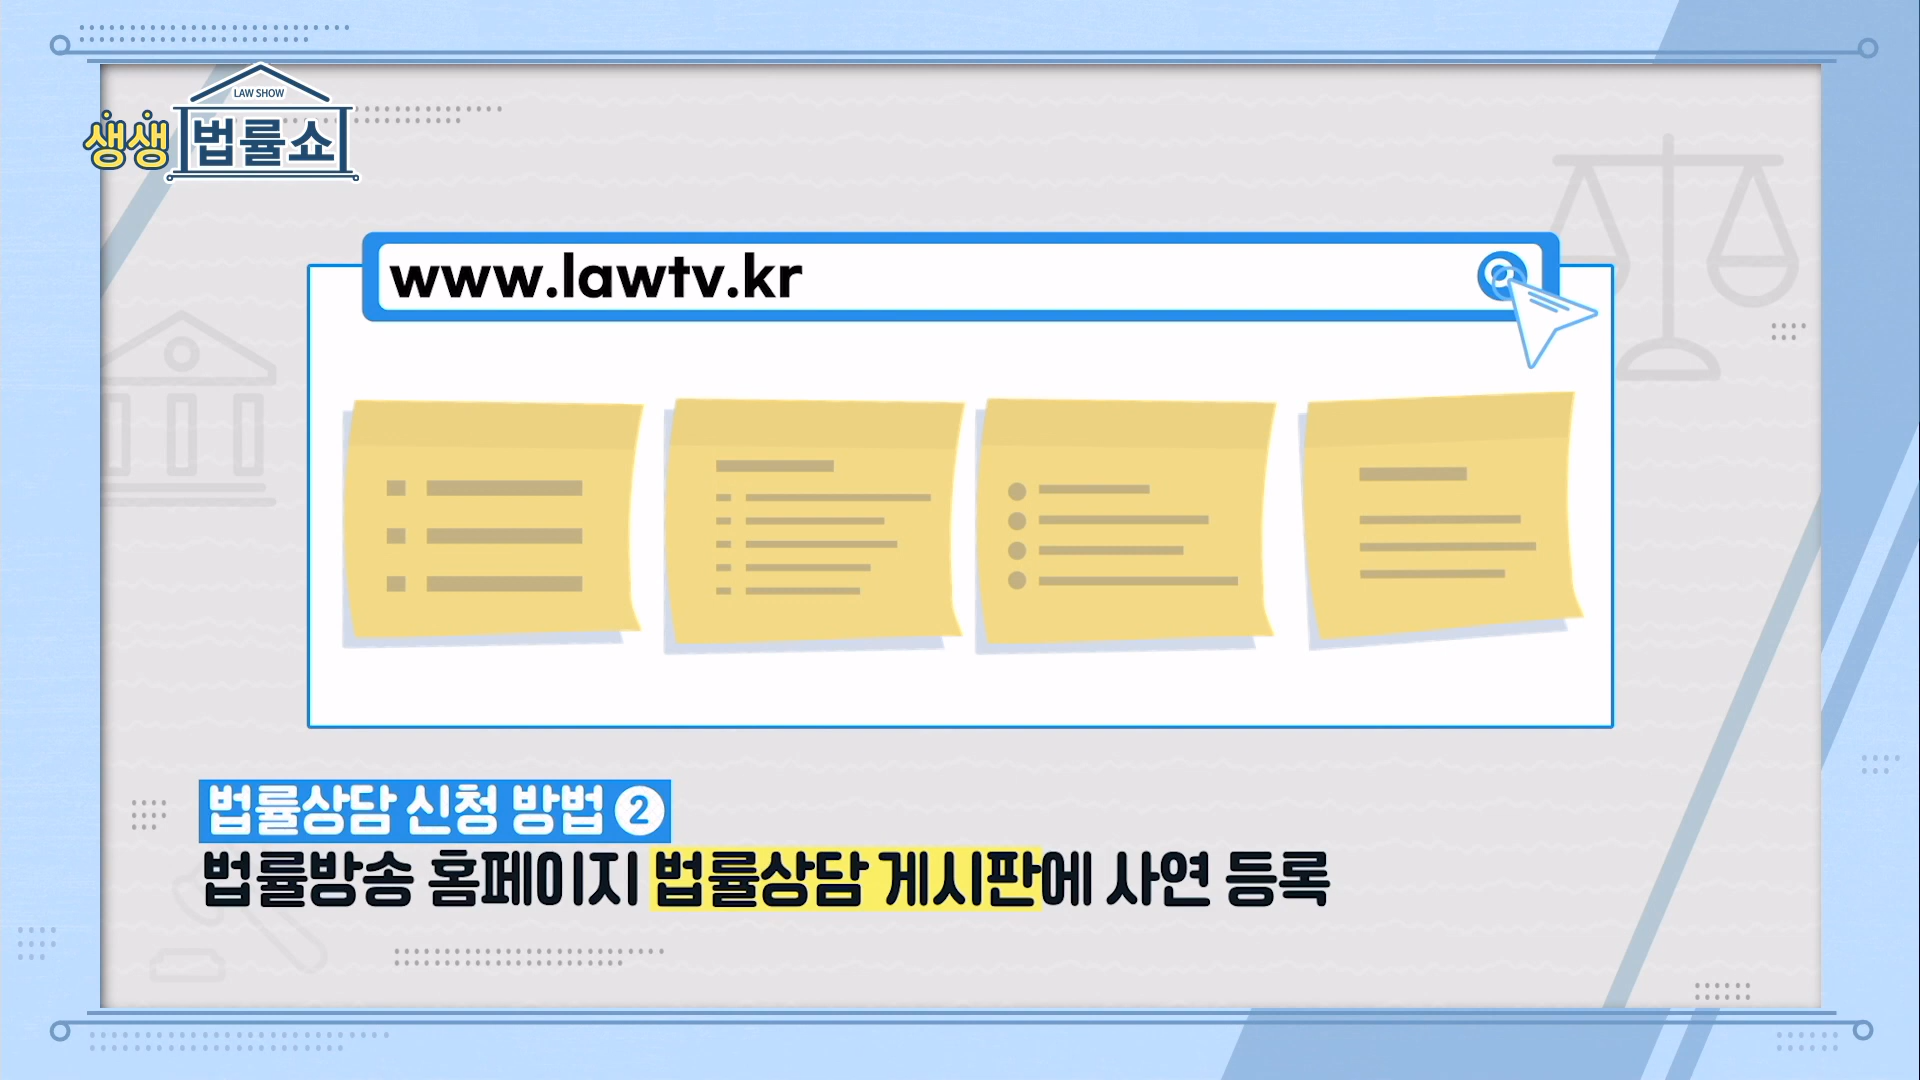 LAW SHOW
생생 법률쇼
www.lawtv.kr
법률상담 신청 방법 2
법률방송 홈페이지 법률상담 게시판에 사연 등록